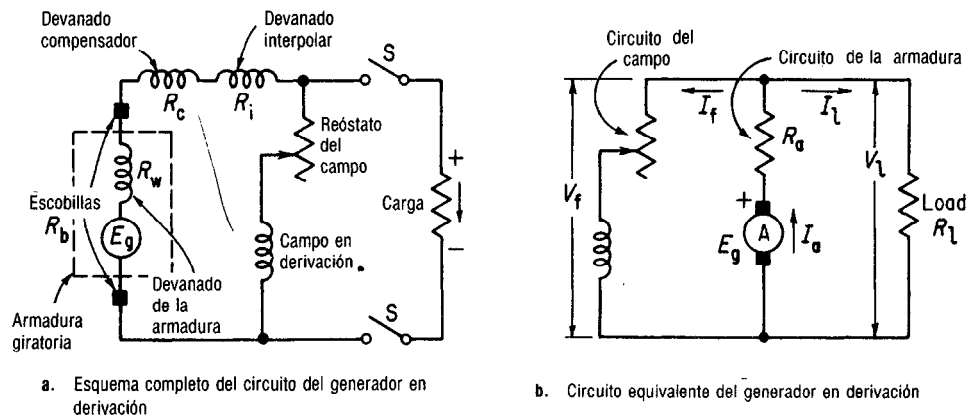 Devanado
compensador
Devanado
interpolar
S
Rc
Ri
Reóstato
del
campo
Rw
Escobillas
Rb
Eg
Carga
+
−
Campo en
derivación
Devanado
de la
armadura
Armadura
giratoria
S
a. Esquema completo del circuito del generador en
derivación
Circuito del
campo
Circuito de la armadura
If
Il
Ra
Vf
Vl
+
Eg
A
Ia
Load
Rl
b. Circuito equivalente del generador en derivación